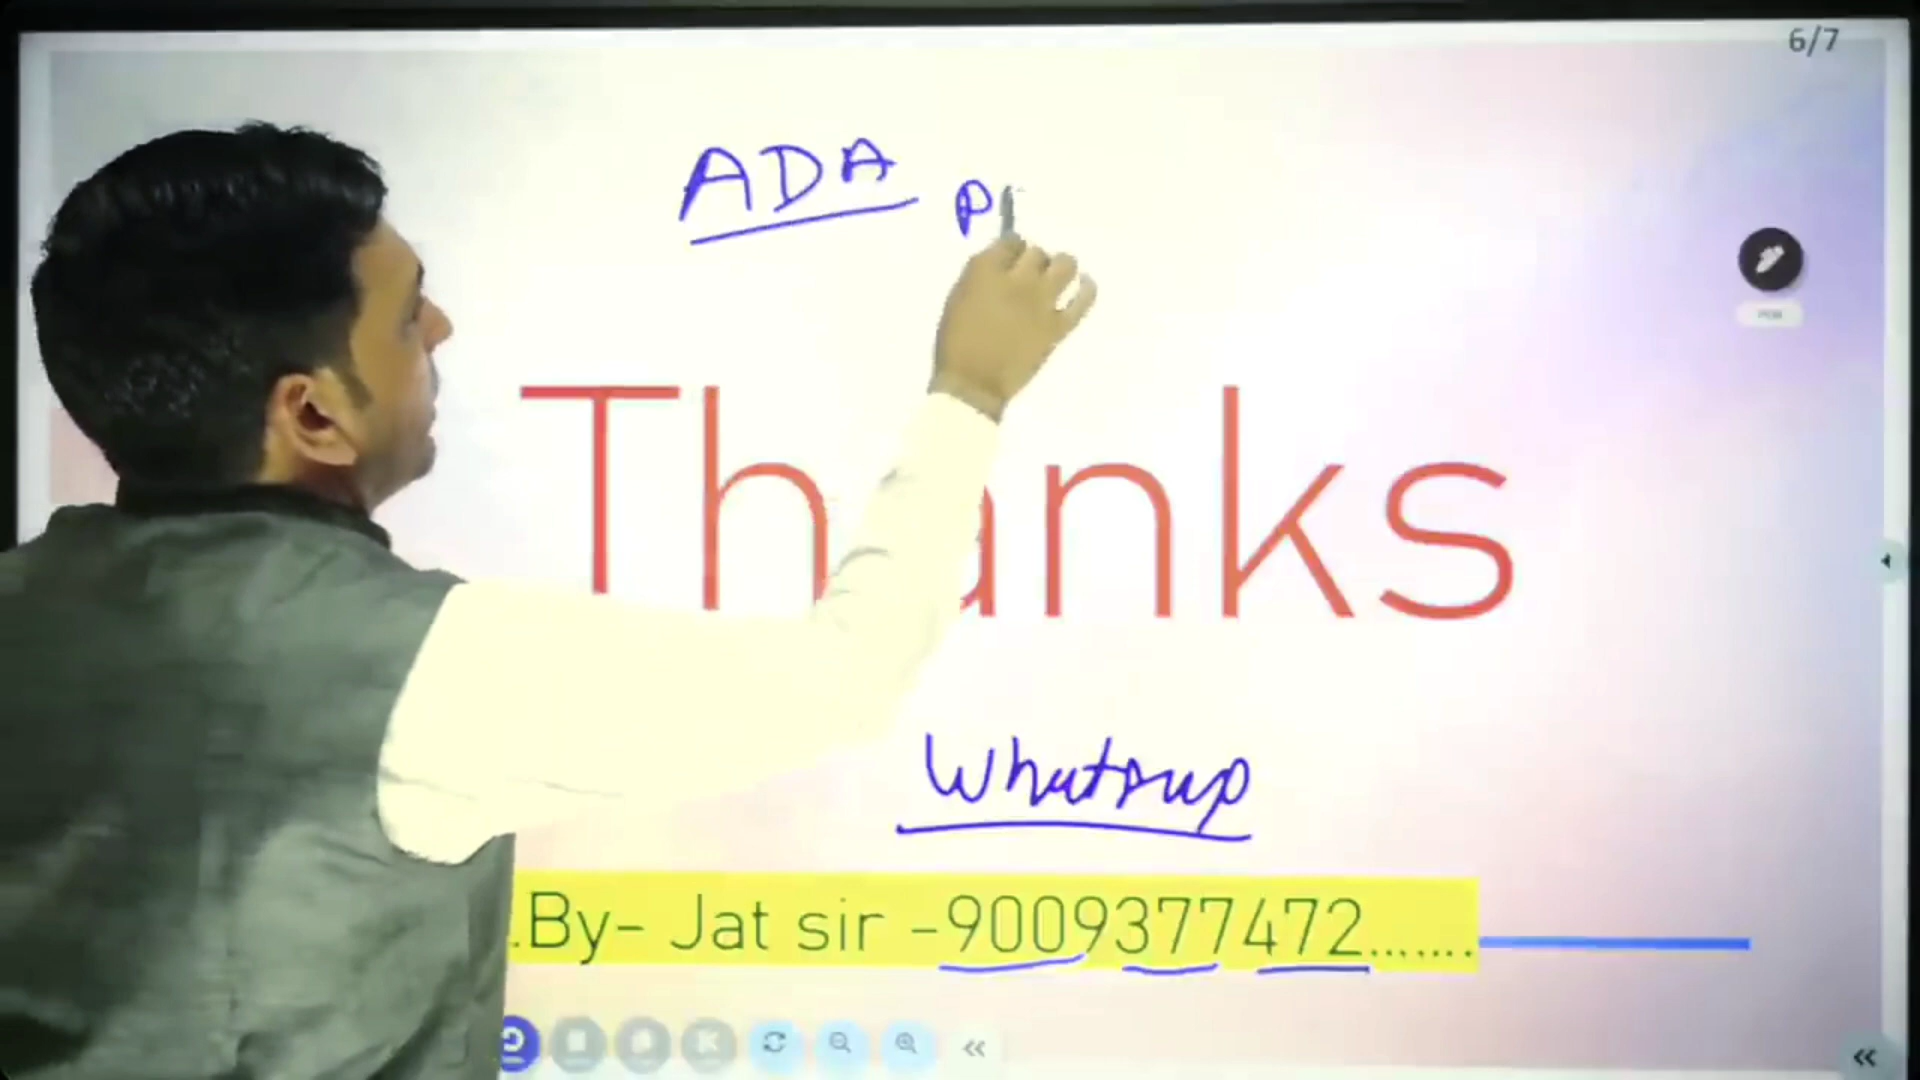 6/7
ADA P
Thanks
Whatsup
.By- Jat sir -9009377472.......